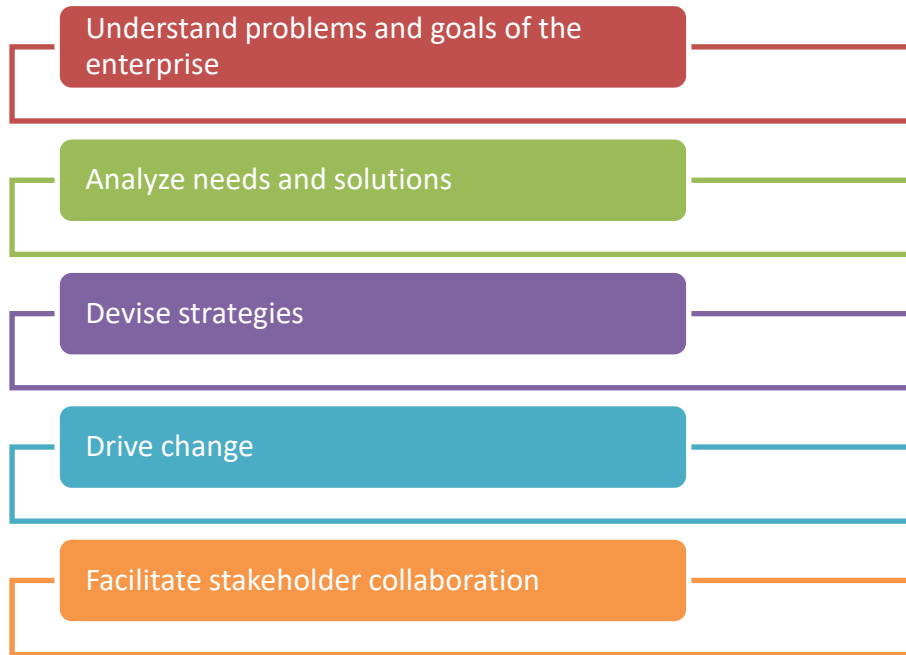 Understand problems and goals of the
enterprise
Analyze needs and solutions
Devise strategies
Drive change
Facilitate stakeholder collaboration